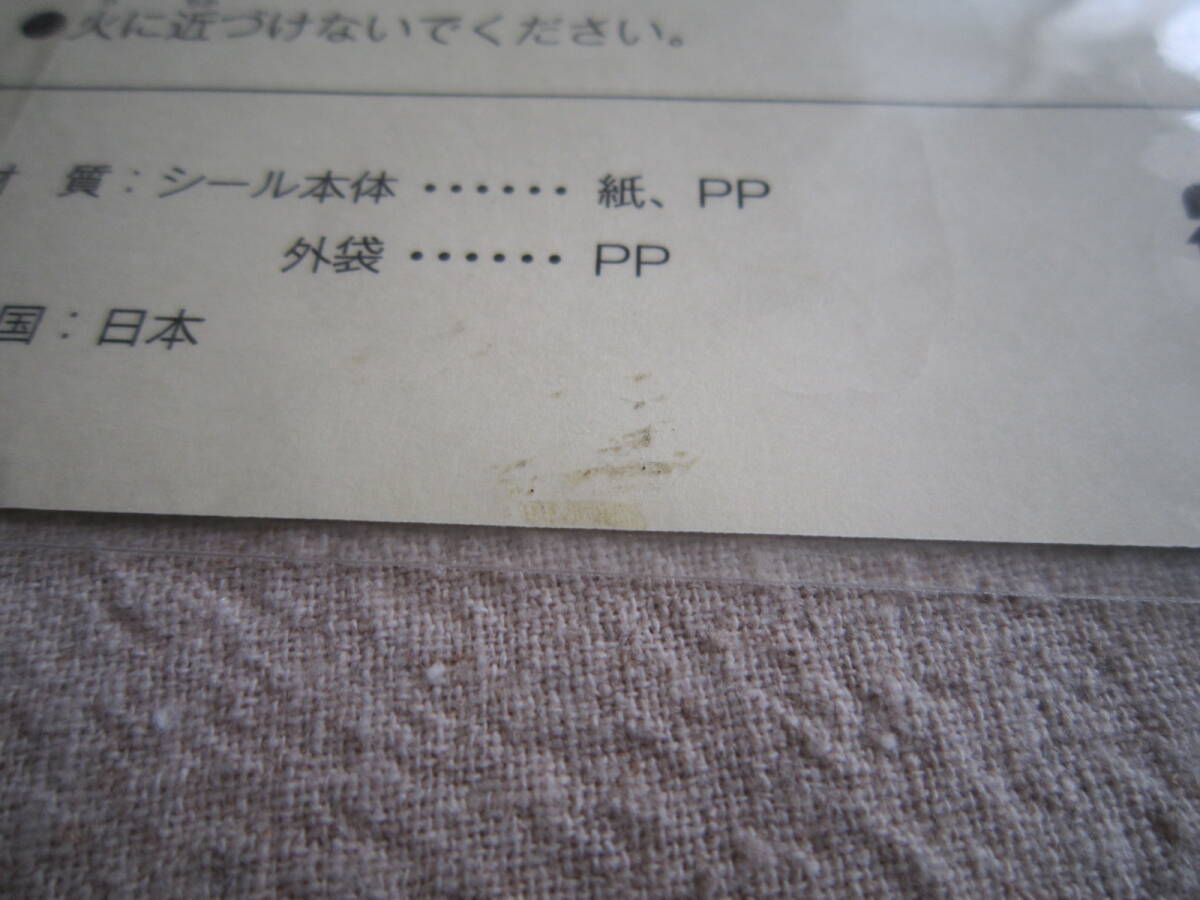 ●火に近づけないでください。
材 質：シール本体 ‥‥‥ 紙、PP
外袋 ‥‥‥ PP
国：日本